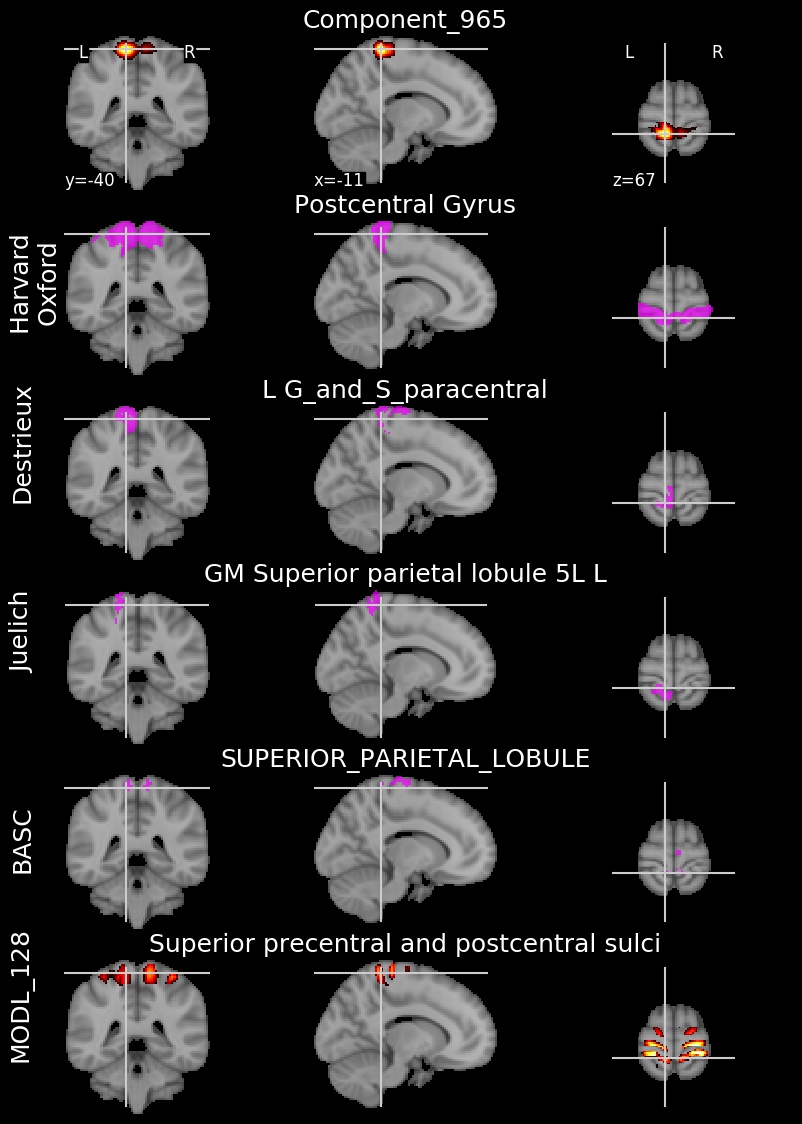 Component_965
L R
L R
y=-40
x=-11
z=67
Postcentral Gyrus
Harvard
Oxford
L G_and_S_paracentral
Destrieux
GM Superior parietal lobule 5L L
Juelich
SUPERIOR_PARIETAL_LOBULE
BASC
Superior precentral and postcentral sulci
MODL_128